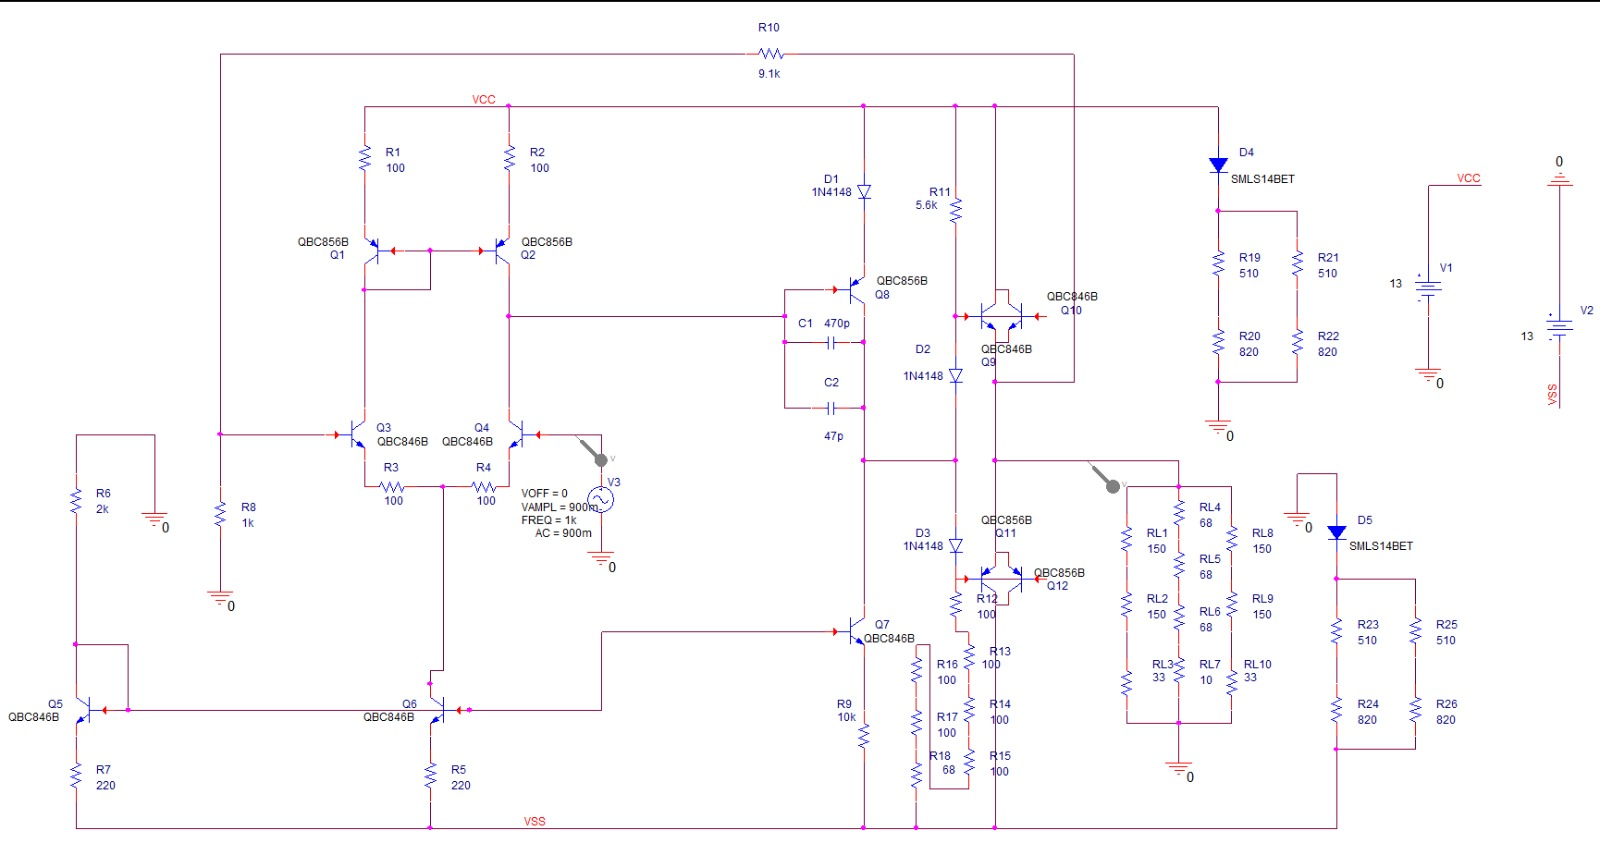 R10
9.1k
VCC
R1
100
R2
100
D1
1N4148
R11
5.6k
D4
SMLS14BET
0
VCC
QBC856B
Q1
QBC856B
Q2
QBC856B
Q8
R19
510
R21
510
V1
13
QBC846B
Q10
C1 470p
V2
13
R20
820
R22
820
D2
1N4148
QBC846B
Q9
C2
47p
0
VSS
Q3
QBC846B
Q4
QBC846B
0
R3
100
R4
100
V
V3
VOFF = 0
VAMPL = 900m
FREQ = 1k
AC = 900m
0
V
R6
2k
0
R8
1k
0
D3
1N4148
QBC856B
Q11
QBC856B
Q12
RL4
68
RL1
150
RL8
150
RL5
68
RL2
150
RL6
68
RL9
150
RL3
33
RL7
10
RL10
33
0
0
D5
SMLS14BET
R12
100
Q7
QBC846B
R13
100
R16
100
R23
510
R25
510
Q5
QBC846B
Q6
QBC846B
R9
10k
R14
100
R17
100
R24
820
R26
820
R18
68
R15
100
R7
220
R5
220
VSS